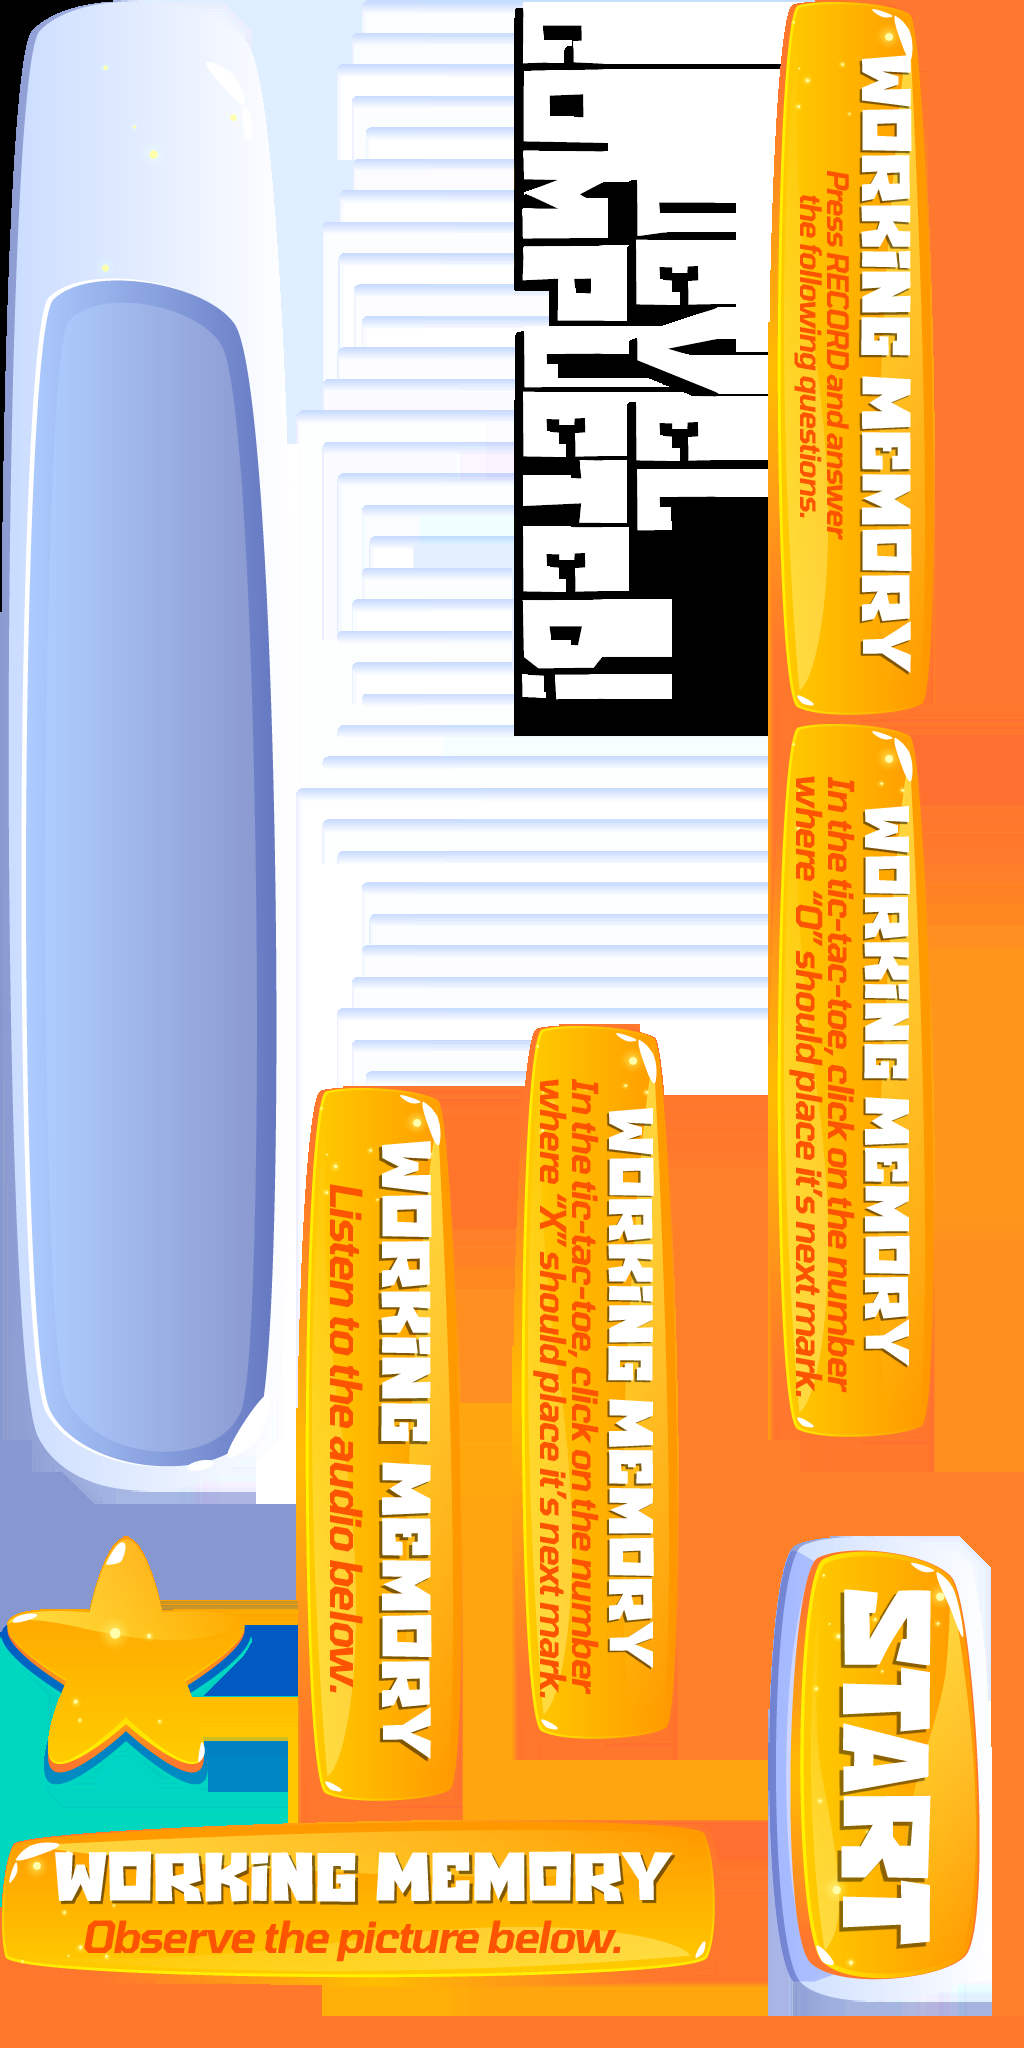 LEVEL
COMPLETED!
WORKING MEMORY
Press RECORD and answer
the following questions.
WORKING MEMORY
In the tic-tac-toe, click on the number
where "O" should place it's next mark.
WORKING MEMORY
In the tic-tac-toe, click on the number
where "X" should place it's next mark.
WORKING MEMORY
Listen to the audio below.
START
WORKING MEMORY
Observe the picture below.